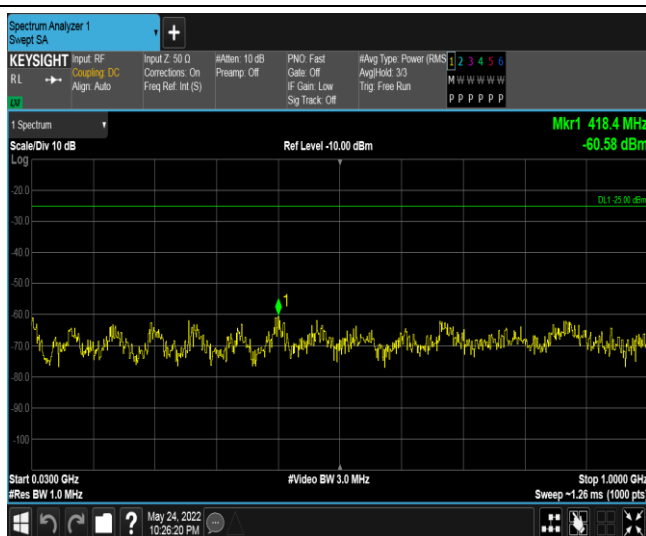 Spectrum Analyzer 1
Swept SA
+
KEYSIGHT Input: RF Input Z: 50 Ω #Atten: 10 dB PNO: Fast #Avg Type: Power (RMS 1 2 3 4 5 6
RL Coupling: DC Corrections: On Preamp: Off Gate: Off Avg|Hold: 3/3 M W W W W W
Align: Auto Freq Ref: Int (S) IF Gain: Low Trig: Free Run
Sig Track: Off P P P P P P
1 Spectrum Mkr1 418.4 MHz
Scale/Div 10 dB Ref Level -10.00 dBm -60.58 dBm
Log
-20.0
DL1 -25.00 dBm
-30.0
-40.0
-50.0
1
-60.0
-70.0
-80.0
-90.0
-100
Start 0.0300 GHz #Video BW 3.0 MHz Stop 1.0000 GHz
#Res BW 1.0 MHz Sweep ~1.26 ms (1000 pts)
? May 24, 2022
10:26:20 PM